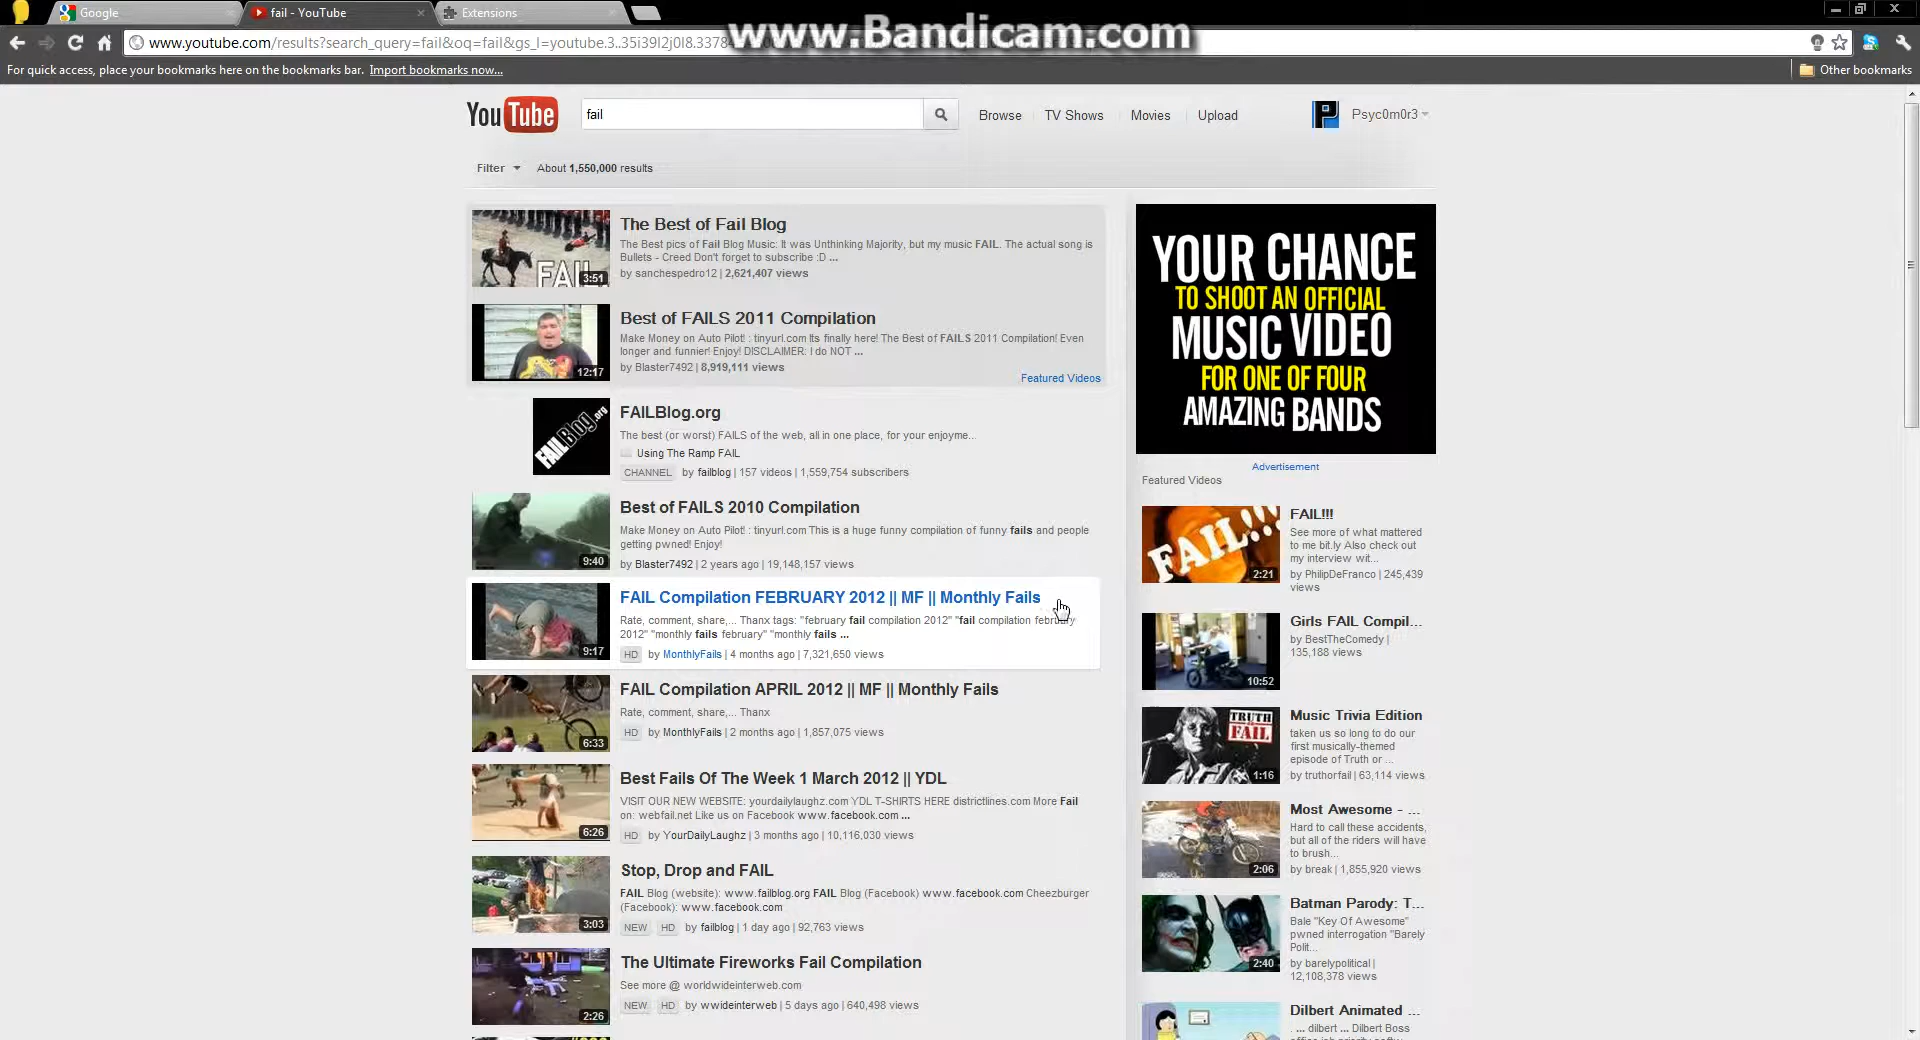 Google
fail - YouTube
Extensions
www.Bandicam.com
www.youtube.com/results?search_query=fail&oq=fail&gs_l=youtube.3..35i39l2j0l8.33784
For quick access, place your bookmarks here on the bookmarks bar. Import bookmarks now...
Other bookmarks
YouTube
fail
Browse
TV Shows
Movies
Upload
Psyc0m0r3
Filter
About 1,550,000 results
The Best of Fail Blog
The Best pics of Fail Blog Music: It was Unthinking Majority, but my music FAIL. The actual song is
Bullets - Creed Don't forget to subscribe :D ...
by sanchespedro12 | 2,621,407 views
FAIL
3:51
Best of FAILS 2011 Compilation
Make Money on Auto Pilot! : tinyurl.com Its finally here! The Best of FAILS 2011 Compilation! Even
longer and funnier! Enjoy! DISCLAIMER: I do NOT ...
by Blaster7492 | 8,919,111 views
12:17
Featured Videos
FAILBlog.org
FAILBlog.org
The best (or worst) FAILS of the web, all in one place, for your enjoyme...
Using The Ramp FAIL
CHANNEL by failblog | 157 videos | 1,559,754 subscribers
Best of FAILS 2010 Compilation
Make Money on Auto Pilot! : tinyurl.com This is a huge funny compilation of funny fails and people
getting pwned! Enjoy!
by Blaster7492 | 2 years ago | 19,148,157 views
9:40
FAIL Compilation FEBRUARY 2012 || MF || Monthly Fails
Rate, comment, share,... Thanx tags: "february fail compilation 2012" "fail compilation february
2012" "monthly fails february" "monthly fails ...
HD by MonthlyFails | 4 months ago | 7,321,650 views
9:17
FAIL Compilation APRIL 2012 || MF || Monthly Fails
Rate, comment, share,... Thanx
HD by MonthlyFails | 2 months ago | 1,857,075 views
6:33
Best Fails Of The Week 1 March 2012 || YDL
VISIT OUR NEW WEBSITE: yourdailylaughz.com YDL T-SHIRTS HERE districtlines.com More Fail
on: webfail.net Like us on Facebook www.facebook.com ...
HD by YourDailyLaughz | 3 months ago | 10,116,030 views
6:26
Stop, Drop and FAIL
FAIL Blog (website): www.failblog.org FAIL Blog (Facebook) www.facebook.com Cheezburger
(Facebook): www.facebook.com
NEW HD by failblog | 1 day ago | 92,763 views
3:03
The Ultimate Fireworks Fail Compilation
See more @ worldwideinterweb.com
NEW HD by wwideinterweb | 5 days ago | 640,498 views
2:26
YOUR CHANCE
TO SHOOT AN OFFICIAL
MUSIC VIDEO
FOR ONE OF FOUR
AMAZING BANDS
Advertisement
Featured Videos
FAIL!!!
2:21
FAIL!!!
See more of what mattered
to me bit.ly Also check out
my interview wit...
by PhilipDeFranco | 245,439
views
Girls FAIL Compil...
by BestTheComedy |
135,188 views
10:52
TRUTH
FAIL
1:16
Music Trivia Edition
taken us so long to do our
first musically-themed
episode of Truth or ...
by truthorfail | 63,114 views
Most Awesome - ...
Hard to call these accidents,
but all of the riders will have
to brush...
by break | 1,855,920 views
2:06
Batman Parody: T...
Bale "Key Of Awesome"
pwned interrogation "Barely
Polit...
by barelypolitical |
12,108,378 views
2:40
Dilbert Animated ...
. ... dilbert ... Dilbert Boss